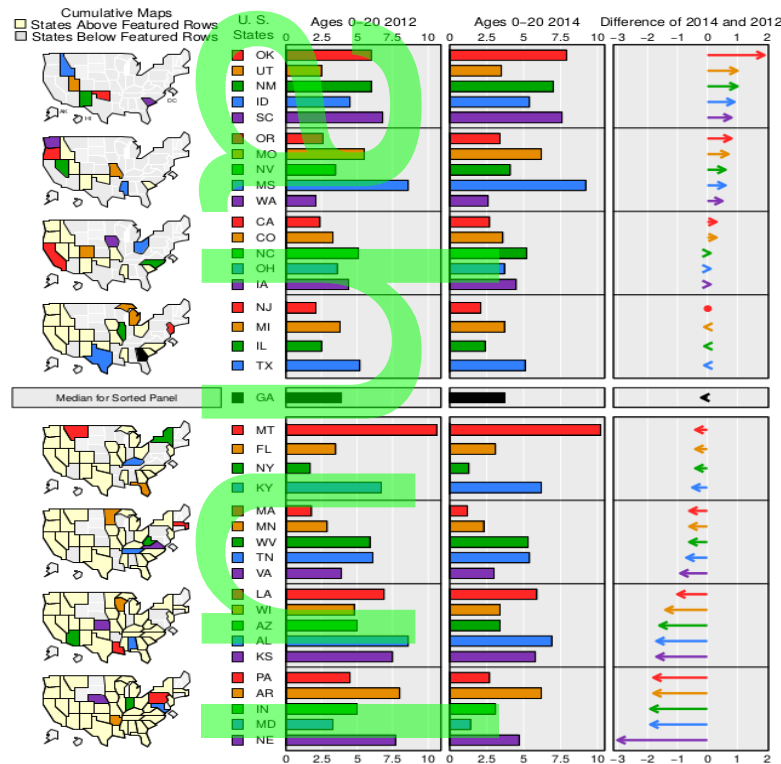 Cumulative Maps
States Above Featured Rows
States Below Featured Rows
U. S. States
Ages 0–20 2012
Ages 0–20 2014
Difference of 2014 and 2012
0 2.5 5 7.5 10
0 2.5 5 7.5 10
−3 −2 −1 0 1 2
AK
HI
DC
OK
UT
NM
ID
SC
OR
MO
NV
MS
WA
CA
CO
NC
OH
IA
NJ
MI
IL
TX
Median for Sorted Panel
GA
MT
FL
NY
KY
MA
MN
WV
TN
VA
LA
WI
AZ
AL
KS
PA
AR
IN
MD
NE
0 2.5 5 7.5 10
0 2.5 5 7.5 10
−3 −2 −1 0 1 2